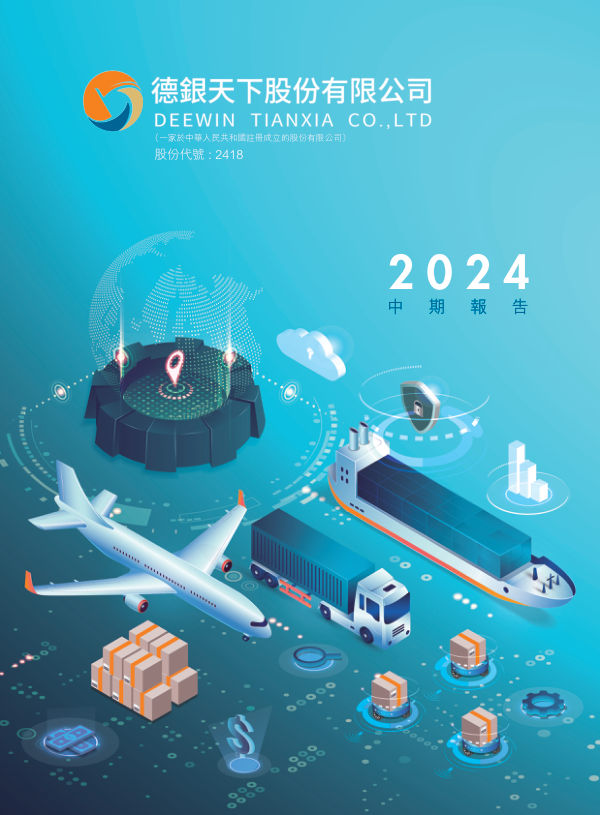 德銀天下股份有限公司
DEEWIN TIANXIA CO.,LTD
（一家於中華人民共和國註冊成立的股份有限公司）
股份代號 : 2418
2024
中期報告